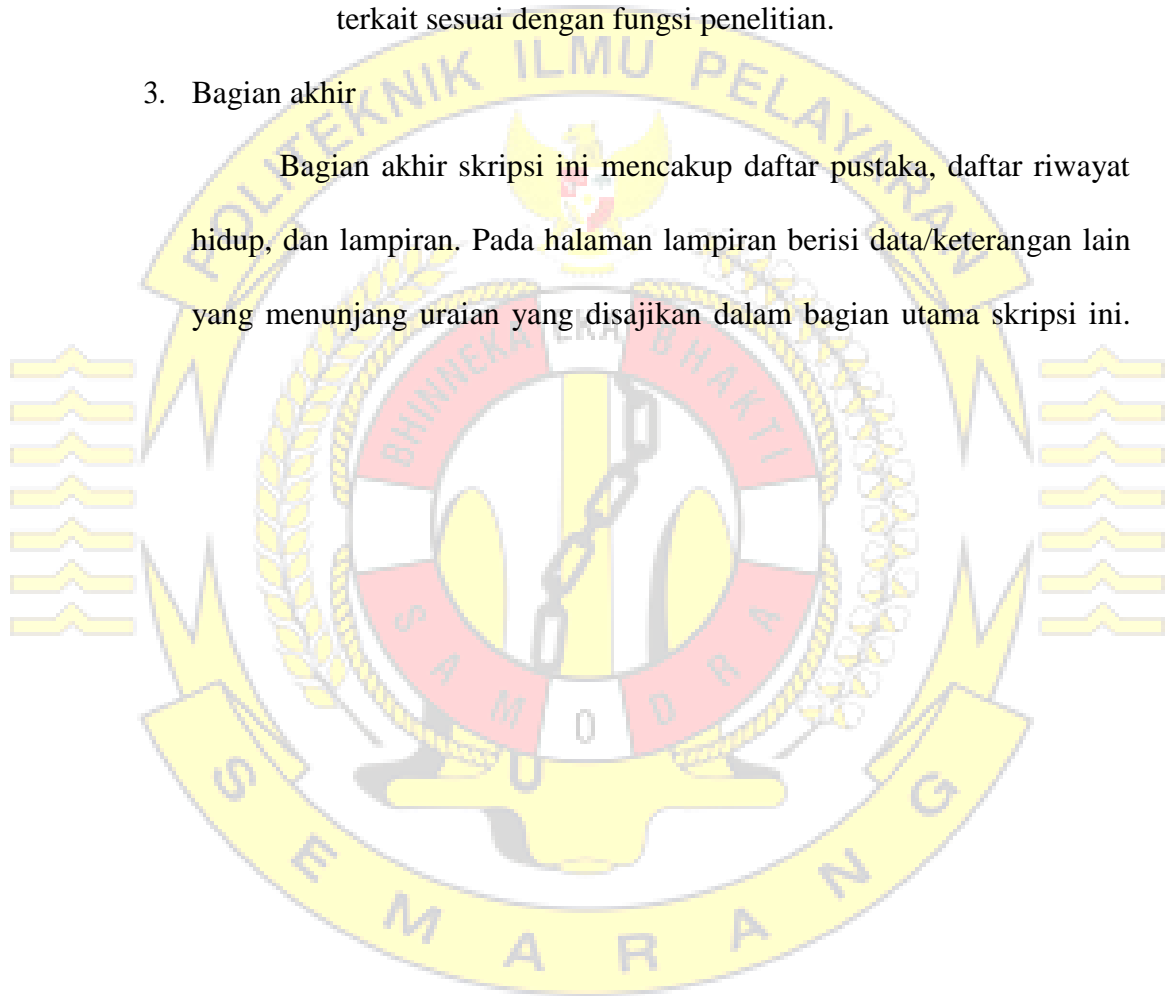 terkait sesuai dengan fungsi penelitian.
3. Bagian akhir
Bagian akhir skripsi ini mencakup daftar pustaka, daftar riwayat
hidup, dan lampiran. Pada halaman lampiran berisi data/keterangan lain
yang menunjang uraian yang disajikan dalam bagian utama skripsi ini.
POLITEKNIK ILMU PELAYARAN
BHINNEKA EKA BHAKTI
SAMODRA
SEMARANG